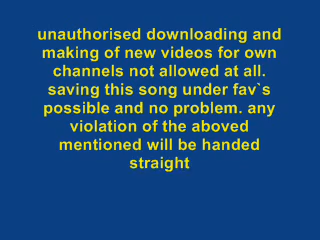 unauthorised downloading and
making of new videos for own
channels not allowed at all.
saving this song under fav`s
possible and no problem. any
violation of the aboved
mentioned will be handed
straight